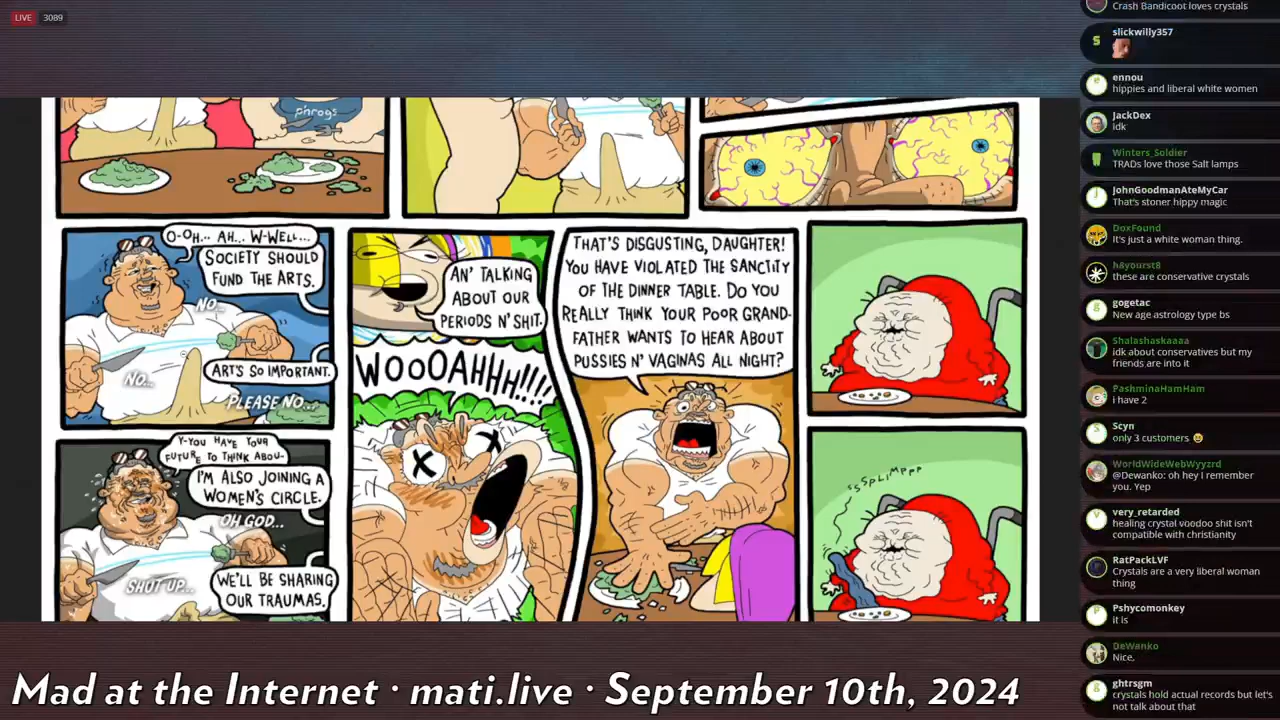 LIVE 3089
phrogs
O-OH... AH... W-WELL...
SOCIETY SHOULD
FUND THE ARTS.
NO...
ART'S SO IMPORTANT.
NO...
PLEASE NO...
AN' TALKING
ABOUT OUR
PERIODS N' SHIT.
WOOOAHHH!!!!
THAT'S DISGUSTING, DAUGHTER!
YOU HAVE VIOLATED THE SANCTITY
OF THE DINNER TABLE. DO YOU
REALLY THINK YOUR POOR GRAND-
FATHER WANTS TO HEAR ABOUT
PUSSIES N' VAGINAS ALL NIGHT?
Y-YOU HAVE YOUR
FUTURE TO THINK ABOU-
I'M ALSO JOINING A
WOMEN'S CIRCLE.
OH GOD...
SHUT UP...
WE'LL BE SHARING
OUR TRAUMAS.
Mad at the Internet · mati.live · September 10th, 2024
Crash Bandicoot loves crystals
slickwilly357
ennou
hippies and liberal white women
JackDex
idk
Winters_Soldier
TRADs love those Salt lamps
JohnGoodmanAteMyCar
That's stoner hippy magic
DoxFound
It's just a white woman thing.
h8yourst8
these are conservative crystals
gogetac
New age astrology type bs
Shalashaskaaaa
idk about conservatives but my
friends are into it
PashminaHamHam
i have 2
Scyn
only 3 customers 😀
WorldWideWebWyyzrd
@Dewanko: oh hey I remember
you. Yep
very_retarded
healing crystal voodoo shit isn't
compatible with christianity
RatPackLVF
Crystals are a very liberal woman
thing
Pshycomonkey
it is
DeWanko
Nice,
ghtrsgm
crystals hold actual records but let's
not talk about that